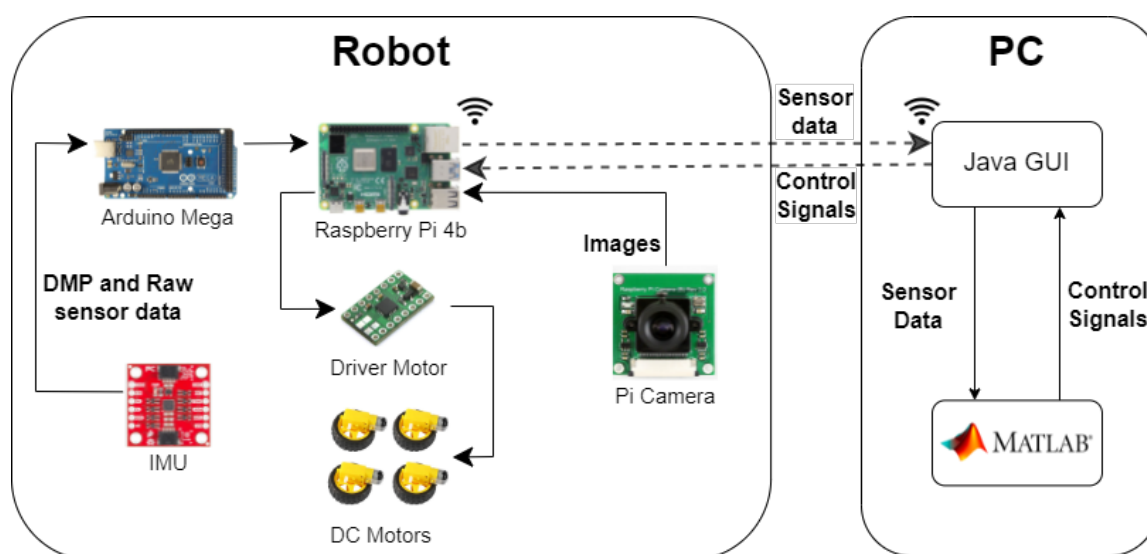 Robot
PC
Sensor
data
Control
Signals
Java GUI
Arduino Mega
Raspberry Pi 4b
Images
DMP and Raw
sensor data
Driver Motor
Pi Camera
IMU
DC Motors
Sensor
Data
Control
Signals
MATLAB®